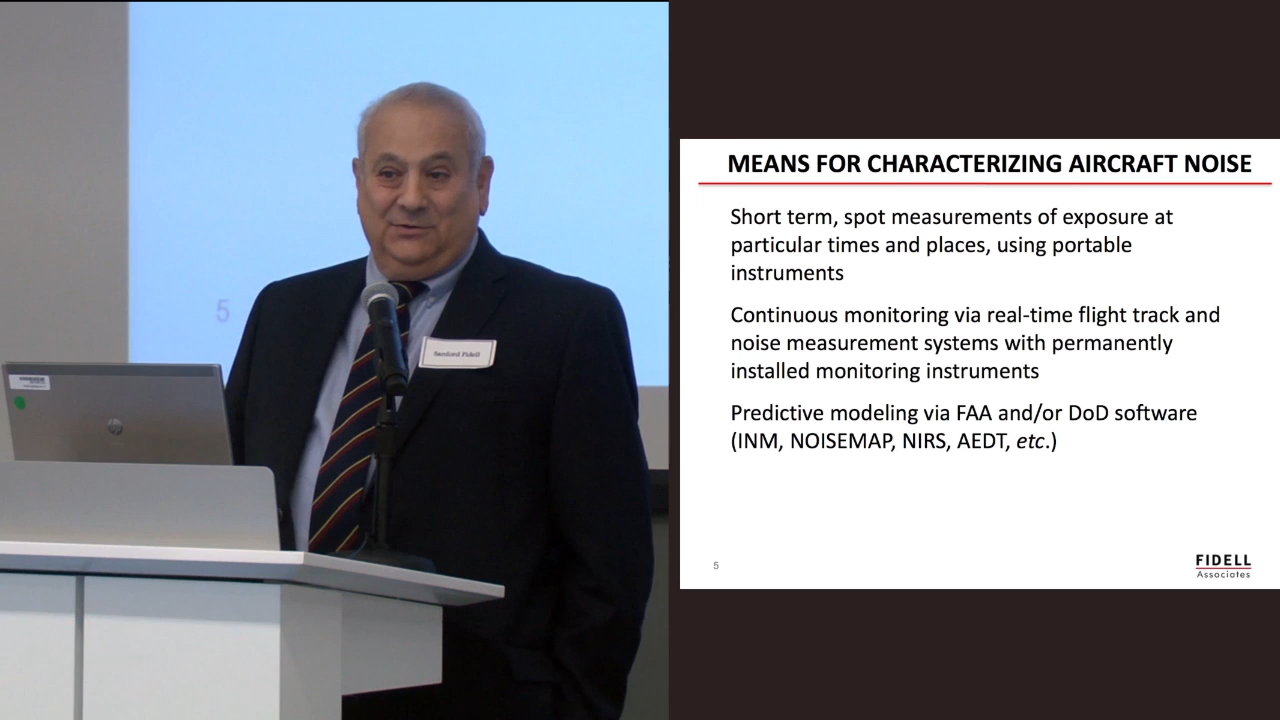 5
hp
Sanford Fidell
MEANS FOR CHARACTERIZING AIRCRAFT NOISE
Short term, spot measurements of exposure at
particular times and places, using portable
instruments
Continuous monitoring via real-time flight track and
noise measurement systems with permanently
installed monitoring instruments
Predictive modeling via FAA and/or DoD software
(INM, NOISEMAP, NIRS, AEDT, etc.)
5
FIDELL
Associates